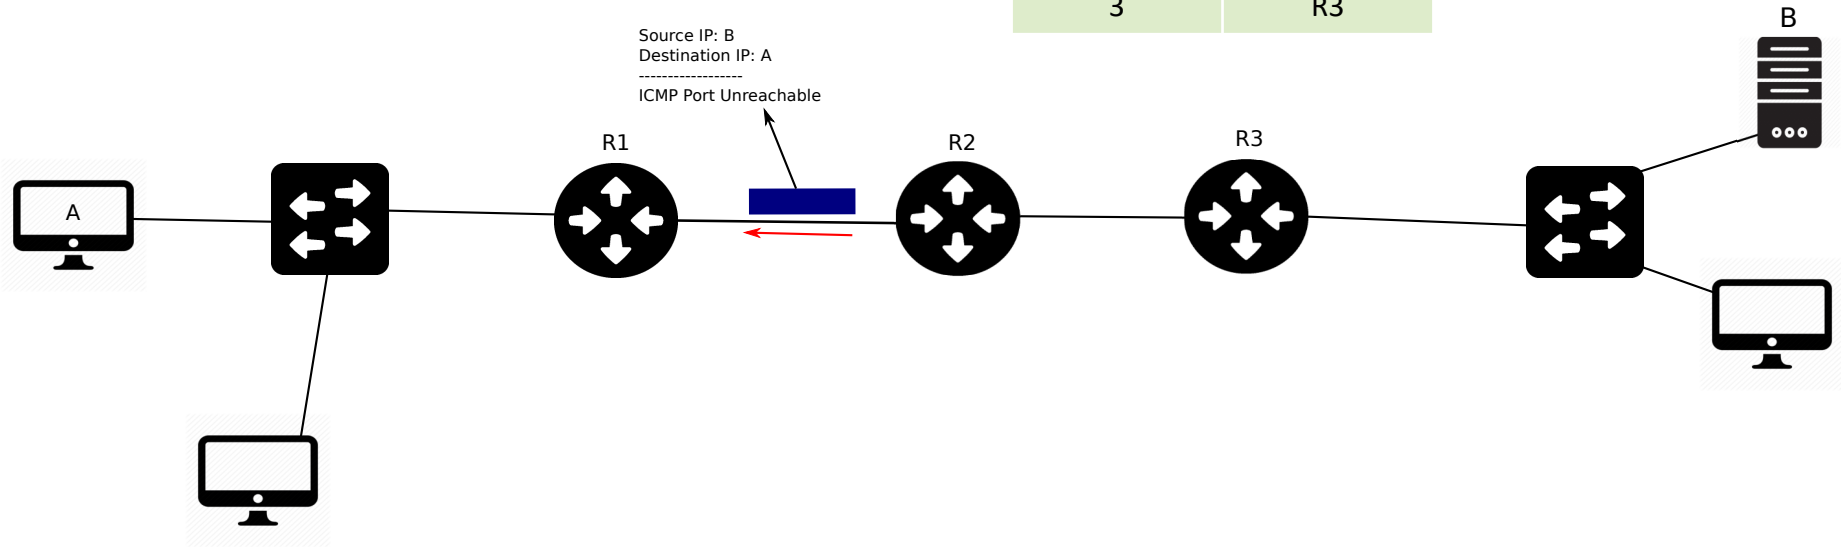 3 R3
B
Source IP: B
Destination IP: A
------------------
ICMP Port Unreachable
R1
R2
R3
A